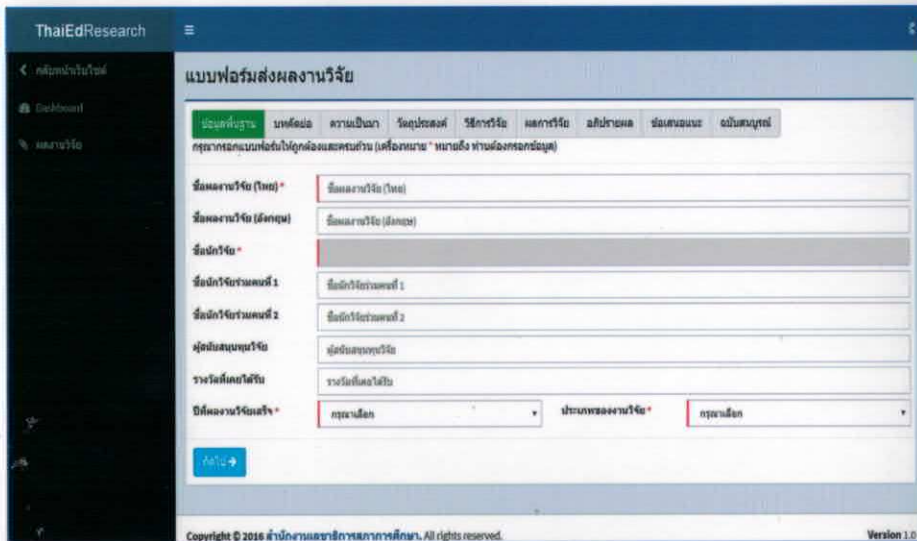 ThaiEdResearch
กลับหน้าเว็บไซต์
Dashboard
ผลงานวิจัย
แบบฟอร์มส่งผลงานวิจัย
ข้อมูลพื้นฐาน บทคัดย่อ ความเป็นมา วัตถุประสงค์ วิธีการวิจัย ผลการวิจัย อภิปรายผล ข้อเสนอแนะ ฉบับสมบูรณ์
กรุณากรอกแบบฟอร์มให้ถูกต้องและครบถ้วน (เครื่องหมาย * หมายถึง ท่านต้องกรอกข้อมูล)
ชื่อผลงานวิจัย (ไทย) * ชื่อผลงานวิจัย (ไทย)
ชื่อผลงานวิจัย (อังกฤษ) ชื่อผลงานวิจัย (อังกฤษ)
ชื่อนักวิจัย *
ชื่อนักวิจัยร่วมคนที่ 1 ชื่อนักวิจัยร่วมคนที่ 1
ชื่อนักวิจัยร่วมคนที่ 2 ชื่อนักวิจัยร่วมคนที่ 2
ผู้สนับสนุนทุนวิจัย ผู้สนับสนุนทุนวิจัย
รางวัลที่เคยได้รับ รางวัลที่เคยได้รับ
ปีที่ผลงานวิจัยเสร็จ * กรุณาเลือก ประเภทของงานวิจัย * กรุณาเลือก
ถัดไป
Copyright © 2016 สำนักงานเลขาธิการสภาการศึกษา. All rights reserved.
Version 1.0